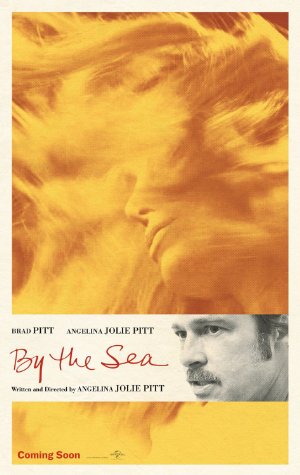 BRAD PITT ANGELINA JOLIE PITT
By the Sea
Written and Directed by ANGELINA JOLIE PITT
Coming Soon